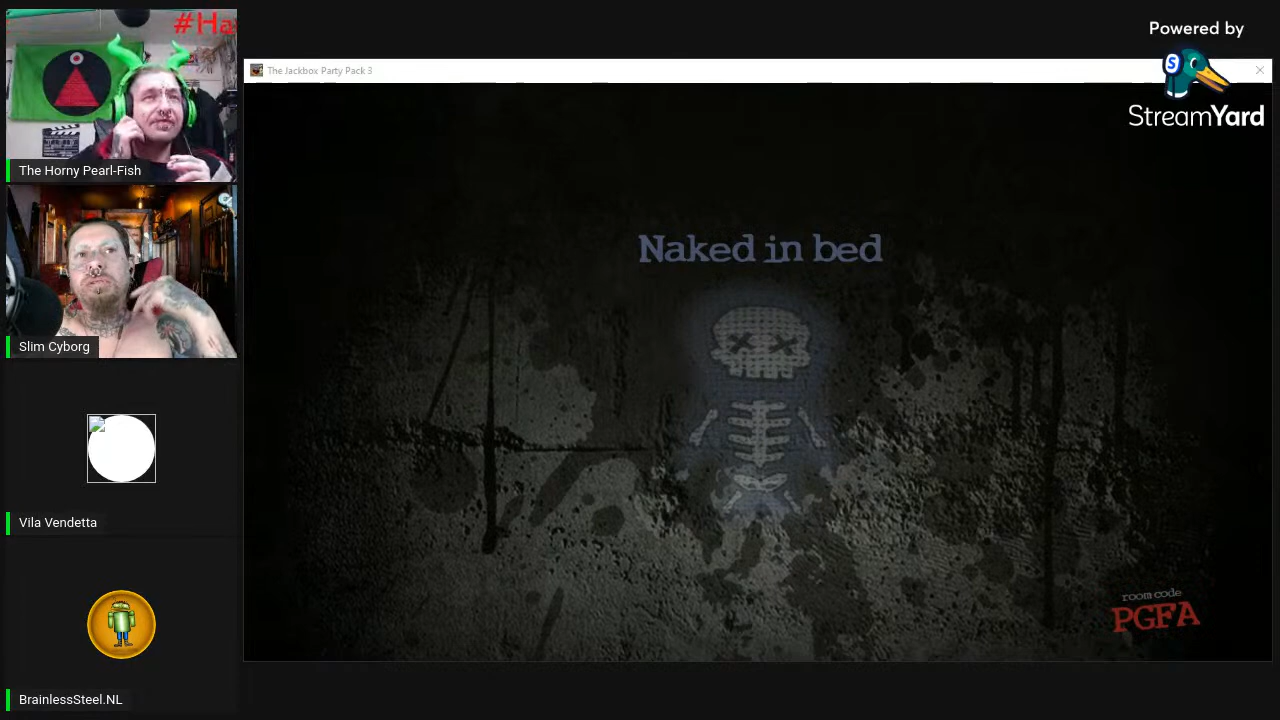 #Ha
The Horny Pearl-Fish
Slim Cyborg
Vila Vendetta
BrainlessSteel.NL
The Jackbox Party Pack 3
Naked in bed
room code
PGFA
Powered by
S
StreamYard